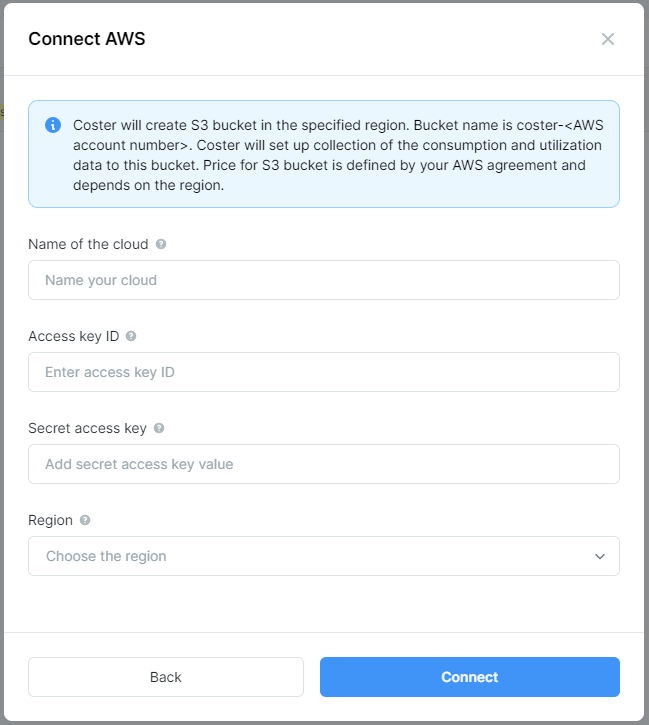 Connect AWS
Coster will create S3 bucket in the specified region. Bucket name is coster-<AWS
account number>. Coster will set up collection of the consumption and utilization
data to this bucket. Price for S3 bucket is defined by your AWS agreement and
depends on the region.
Name of the cloud
Name your cloud
Access key ID
Enter access key ID
Secret access key
Add secret access key value
Region
Choose the region
Back
Connect